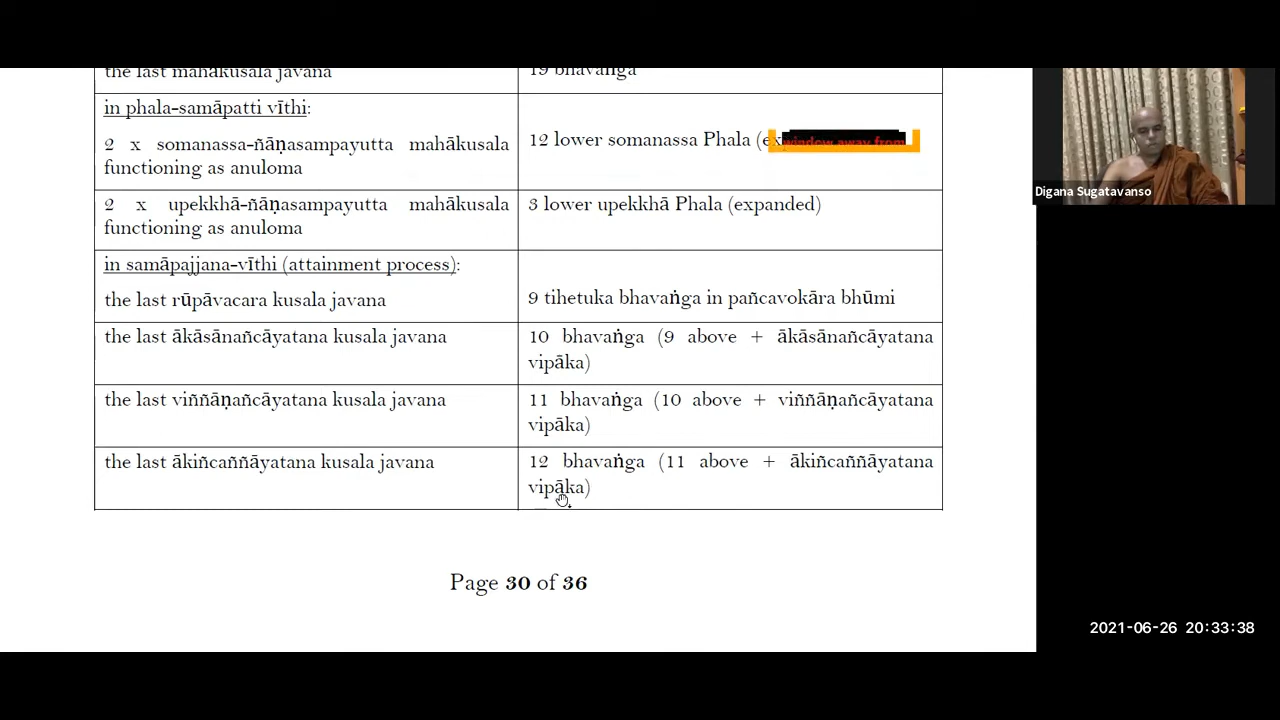 the last mahākusala javana
19 bhavaṅga
in phala-samāpatti vīthi:
2 x somanassa-ñāṇasampayutta mahākusala
functioning as anuloma
12 lower somanassa Phala (ex
window away from
2 x upekkhā-ñāṇasampayutta mahākusala
functioning as anuloma
3 lower upekkhā Phala (expanded)
in samāpajjana-vīthi (attainment process):
the last rūpāvacara kusala javana
9 tihetuka bhavaṅga in pañcavokāra bhūmi
the last ākāsānañcāyatana kusala javana
10 bhavaṅga (9 above + ākāsānañcāyatana
vipāka)
the last viññāṇañcāyatana kusala javana
11 bhavaṅga (10 above + viññāṇañcāyatana
vipāka)
the last ākiñcaññāyatana kusala javana
12 bhavaṅga (11 above + ākiñcaññāyatana
vipāka)
Page 30 of 36
Digana Sugatavanso
2021-06-26 20:33:38